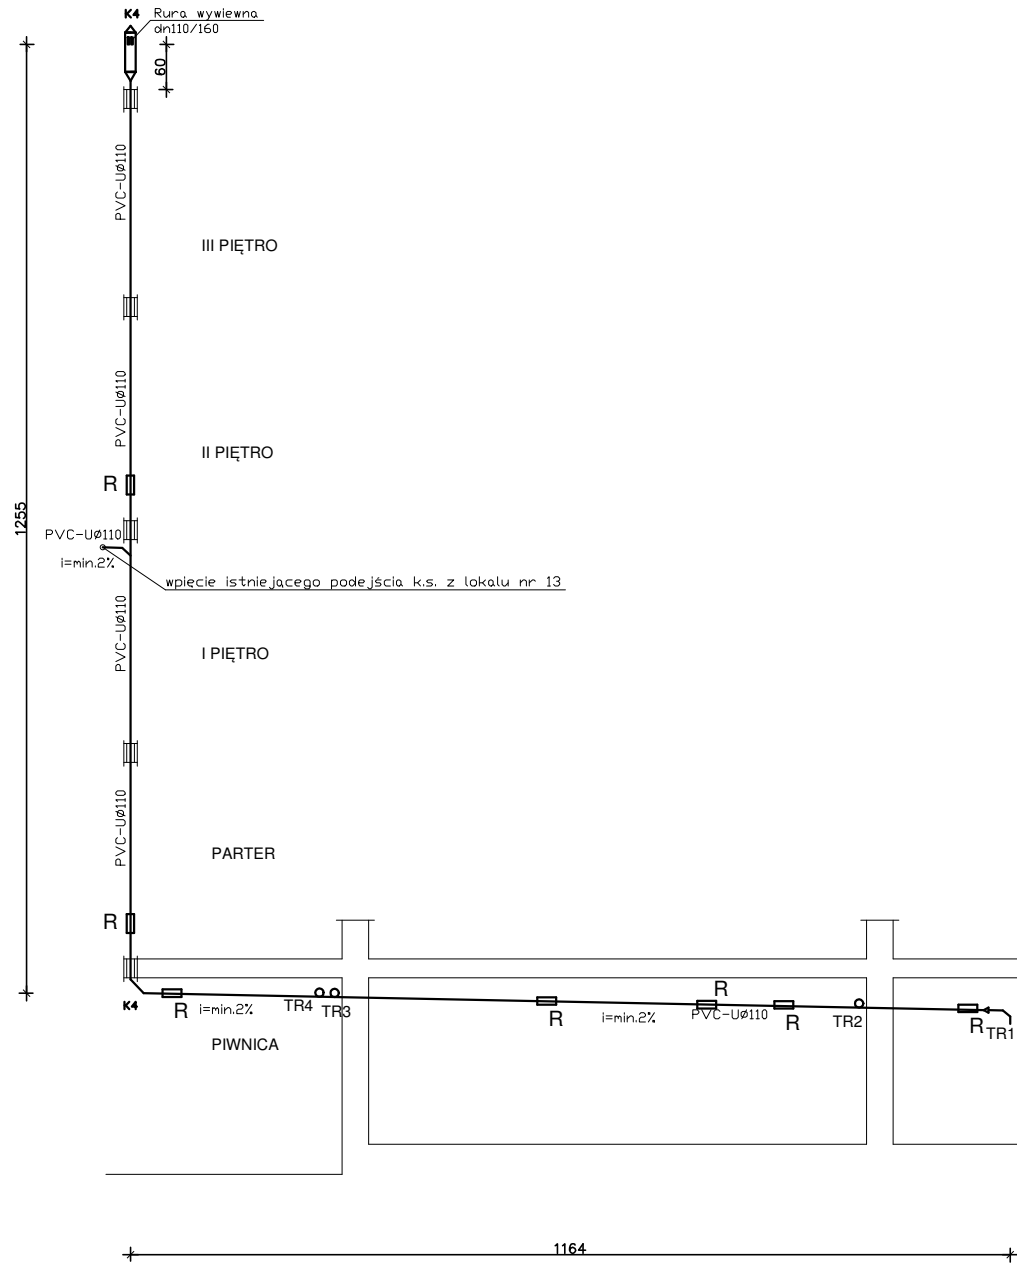 K4
Rura wywiewna
dn110/160
60
PVC-UØ110
III PIĘTRO
PVC-UØ110
II PIĘTRO
R
1255
PVC-UØ110
i=min.2%
wpięcie istniejącego podejścia k.s. z lokalu nr 13
PVC-UØ110
I PIĘTRO
PVC-UØ110
PARTER
R
K4
R
i=min.2%
TR4
TR3
R
i=min.2%
R
PVC-UØ110
R
TR2
R
TR1
PIWNICA
1164